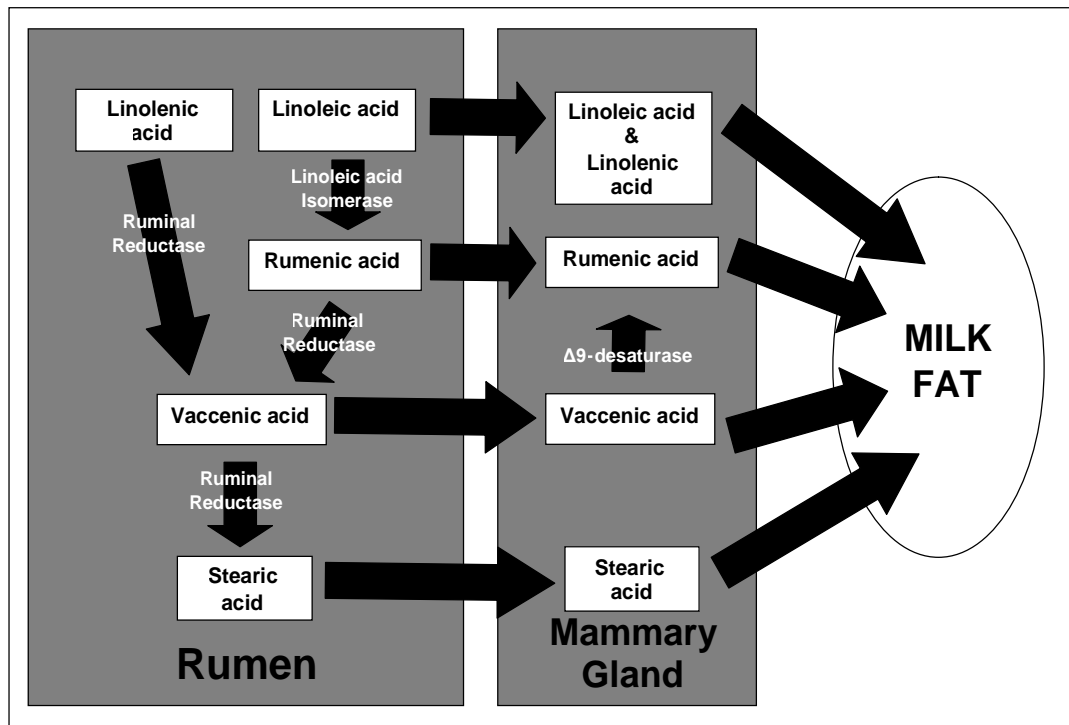 Linolenic
acid
Linoleic acid
Linoleic acid
Isomerase
Ruminal
Reductase
Rumenic acid
Ruminal
Reductase
Vaccenic acid
Ruminal
Reductase
Stearic
acid
Rumen
Linoleic acid
&
Linolenic
acid
Rumenic acid
Δ9-desaturase
Vaccenic acid
Stearic
acid
Mammary
Gland
MILK
FAT